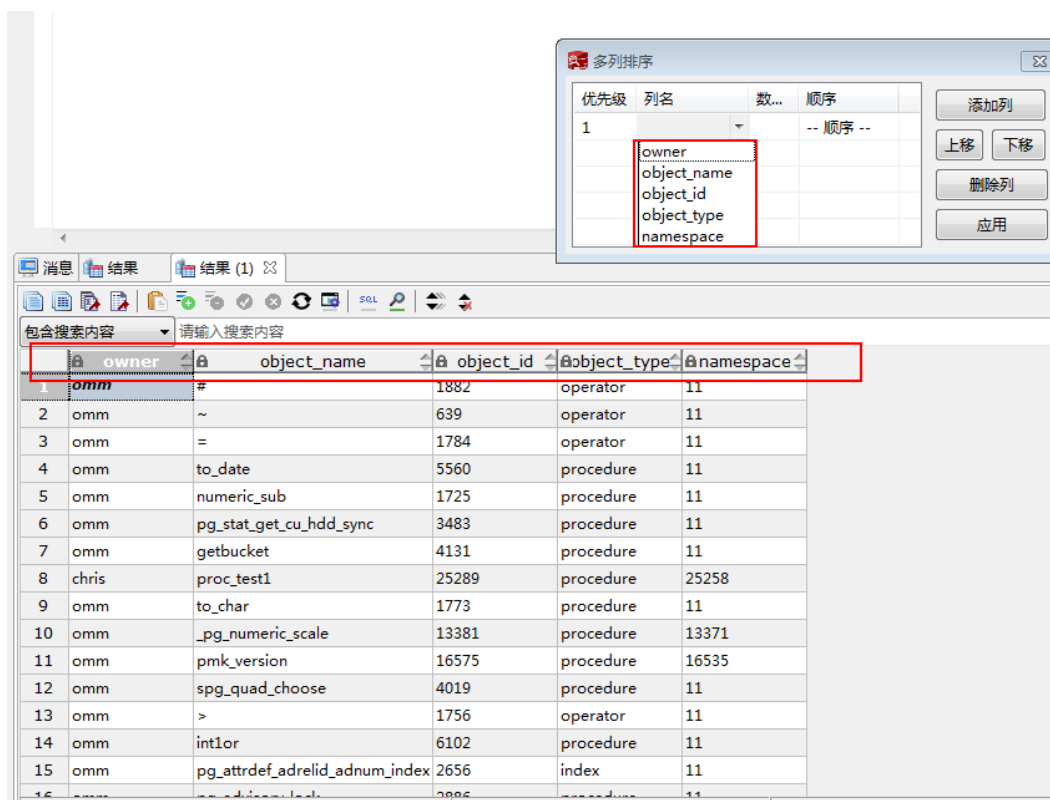 多列排序
优先级 列名 数... 顺序
1 -- 顺序 --
owner
object_name
object_id
object_type
namespace
添加列
上移 下移
删除列
应用
消息 结果 结果 (1)
SQL
包含搜索内容 请输入搜索内容
owner object_name object_id object_type namespace
1 omm # 1882 operator 11
2 omm ~ 639 operator 11
3 omm = 1784 operator 11
4 omm to_date 5560 procedure 11
5 omm numeric_sub 1725 procedure 11
6 omm pg_stat_get_cu_hdd_sync 3483 procedure 11
7 omm getbucket 4131 procedure 11
8 chris proc_test1 25289 procedure 25258
9 omm to_char 1773 procedure 11
10 omm _pg_numeric_scale 13381 procedure 13371
11 omm pmk_version 16575 procedure 16535
12 omm spg_quad_choose 4019 procedure 11
13 omm > 1756 operator 11
14 omm int1or 6102 procedure 11
15 omm pg_attrdef_adrelid_adnum_index 2656 index 11